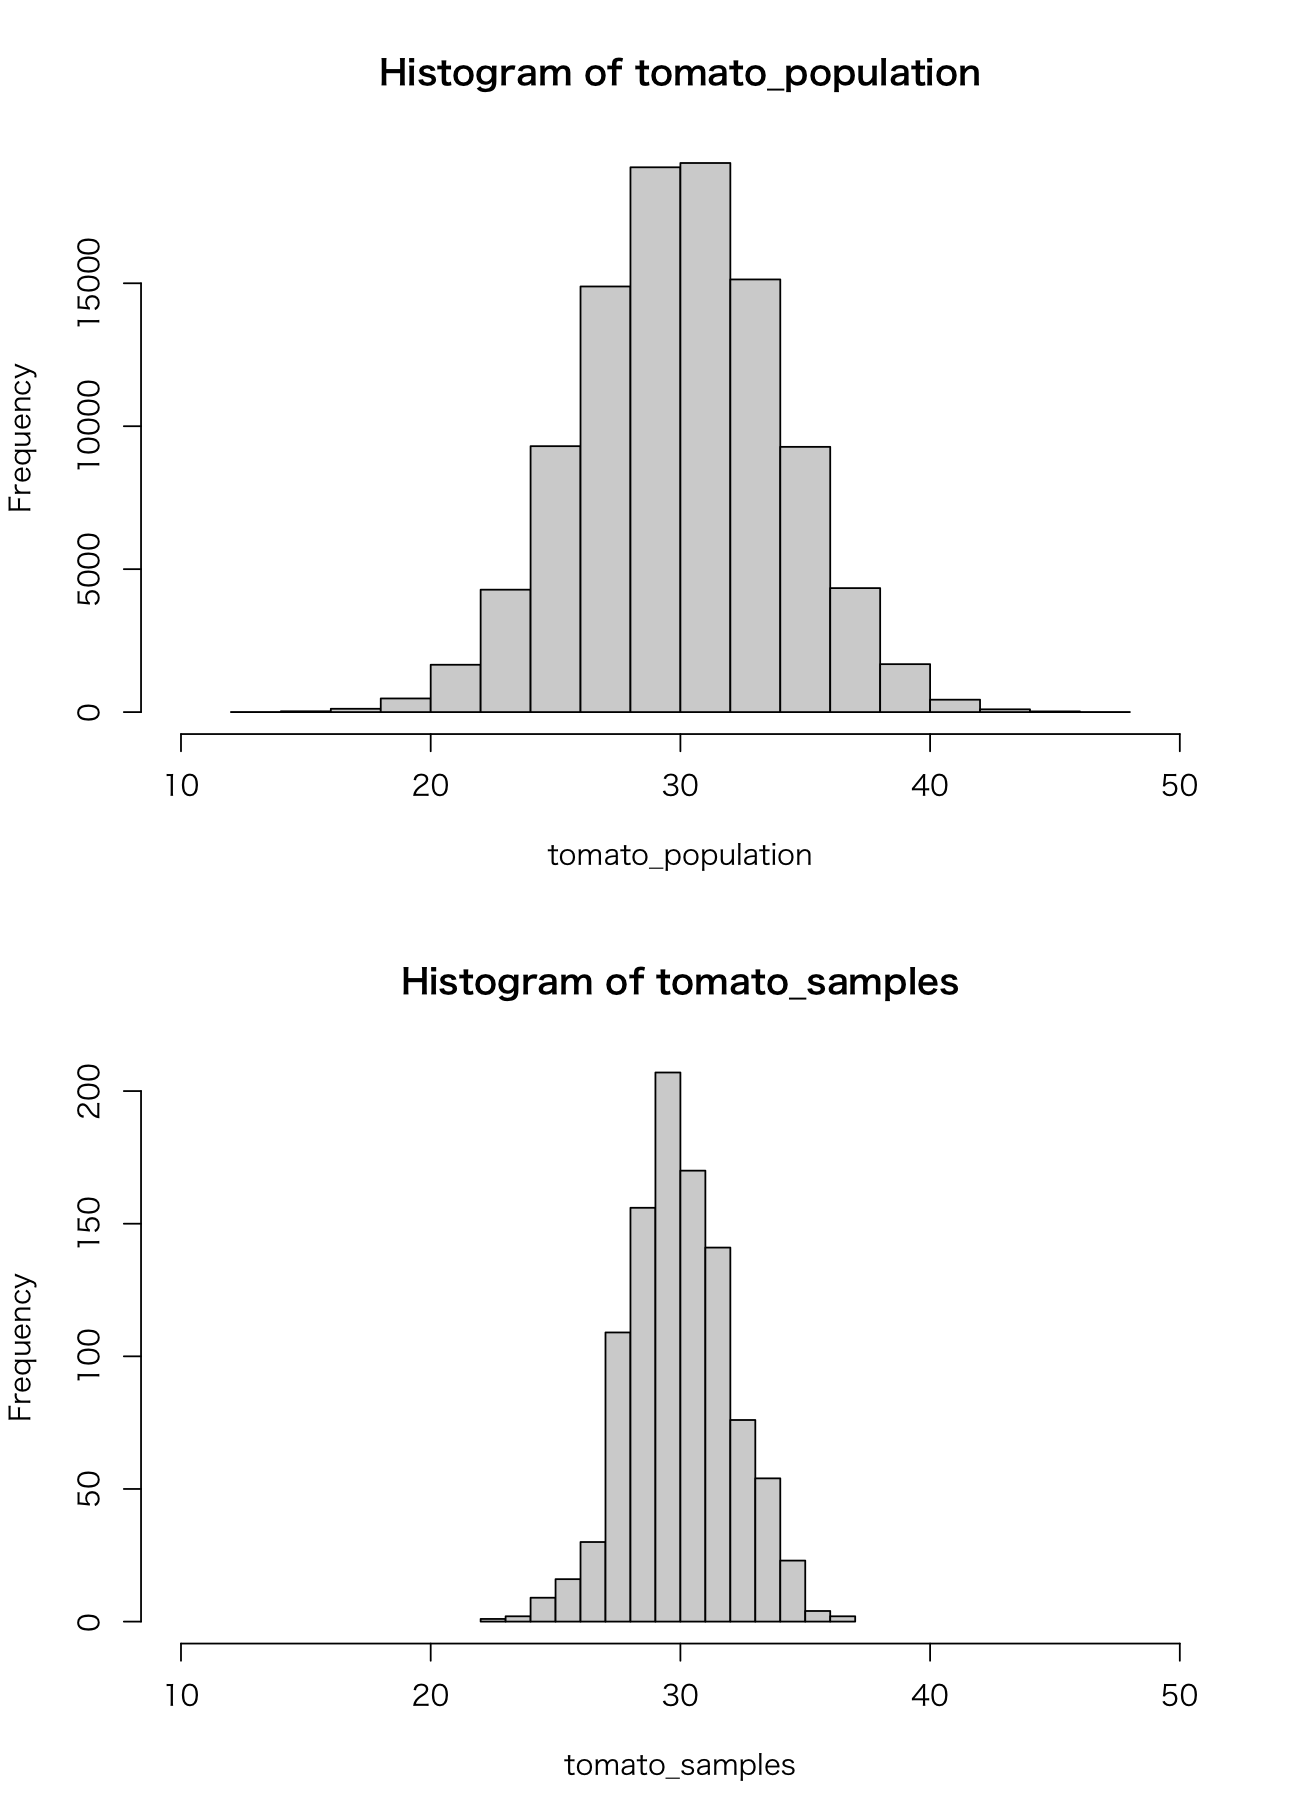 Histogram of tomato_population
Frequency
15000
10000
5000
0
10 20 30 40 50
tomato_population
Histogram of tomato_samples
Frequency
200
150
100
50
0
10 20 30 40 50
tomato_samples